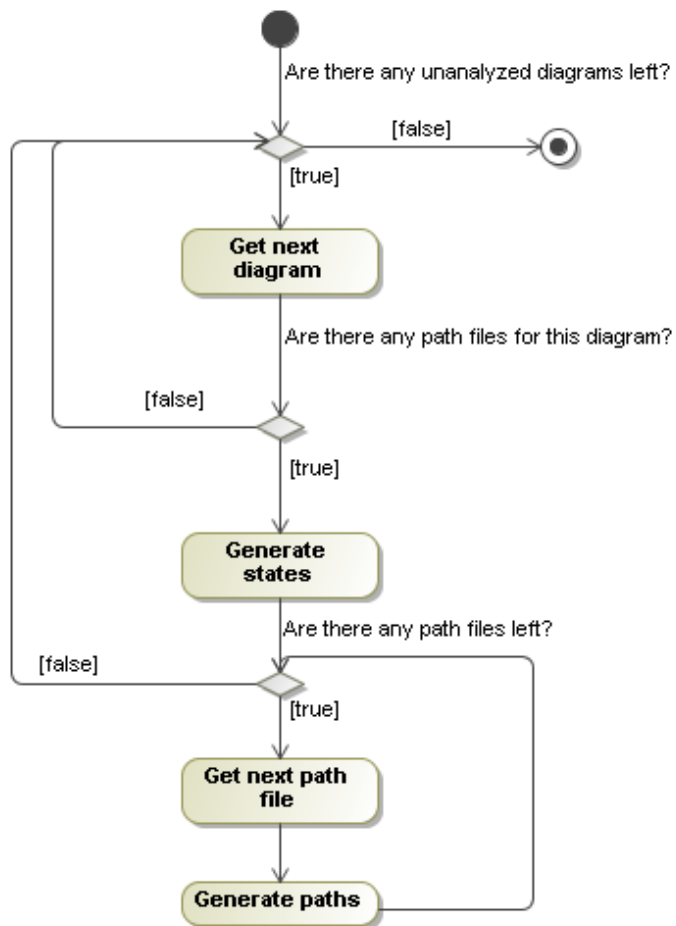 Are there any unanalyzed diagrams left?
[false]
[true]
Get next
diagram
Are there any path files for this diagram?
[false]
[true]
Generate
states
Are there any path files left?
[false]
[true]
Get next path
file
Generate paths